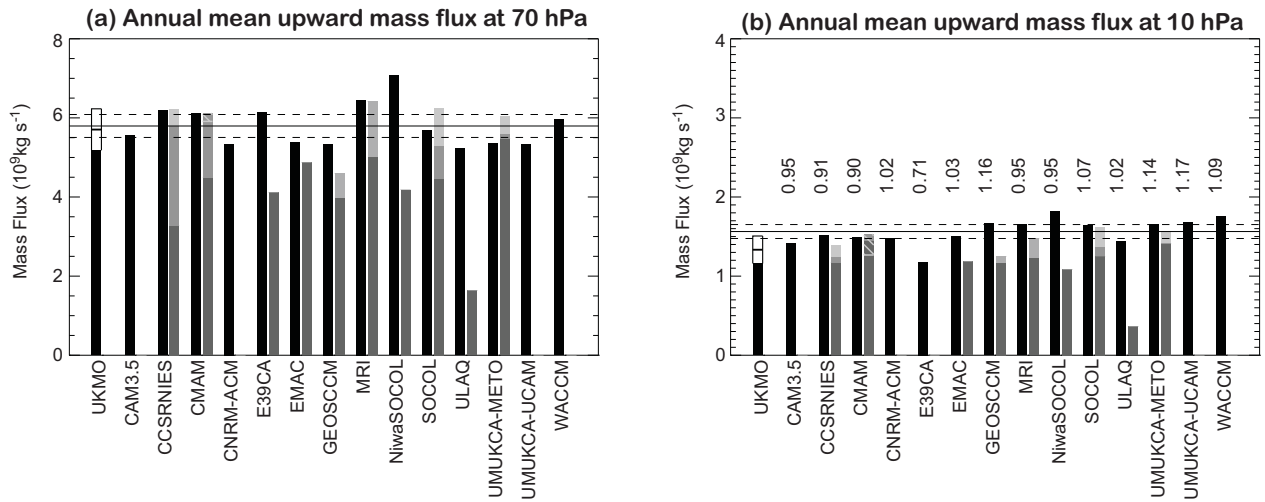 (a) Annual mean upward mass flux at 70 hPa
8
6
4
2
0
Mass Flux (10⁹kg s⁻¹)
UKMO
CAM3.5
CCSRNIES
CMAM
CNRM-ACM
E39CA
EMAC
GEOSCCM
MRI
NiwaSOCOL
SOCOL
ULAQ
UMUKCA-METO
UMUKCA-UCAM
WACCM
(b) Annual mean upward mass flux at 10 hPa
4
3
2
1
0
Mass Flux (10⁹kg s⁻¹)
0.95
0.91
0.90
1.02
0.71
1.03
1.16
0.95
0.95
1.07
1.02
1.14
1.17
1.09
UKMO
CAM3.5
CCSRNIES
CMAM
CNRM-ACM
E39CA
EMAC
GEOSCCM
MRI
NiwaSOCOL
SOCOL
ULAQ
UMUKCA-METO
UMUKCA-UCAM
WACCM